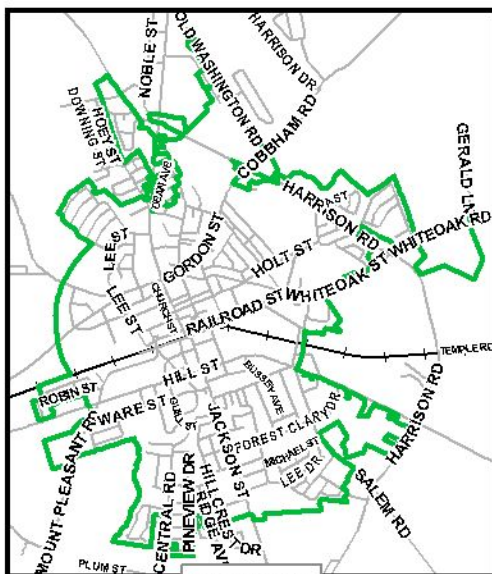 NOBLE ST
OLD WASHINGTON RD
HARRISON DR
HOEY ST
DOWNING ST
COBBHAM RD
GERALD LN
HARRISON RD
AST
LEE ST
GORDON ST
HOLT ST
WHITEOAK ST
WHITEOAK RD
LEE ST
CHURCH ST
RAILROAD ST
TEMPLE RD
ROBIN ST
HILL ST
BUSSEY AVE
WARE ST
JACKSON ST
FOREST CLARY DR
HARRISON RD
MOUNT PLEASANT RD
MICHAEL ST
LEE DR
SALEM RD
CENTRAL RD
PINEVIEW DR
HILLCREST DR
RIDGE AV
PLUM ST